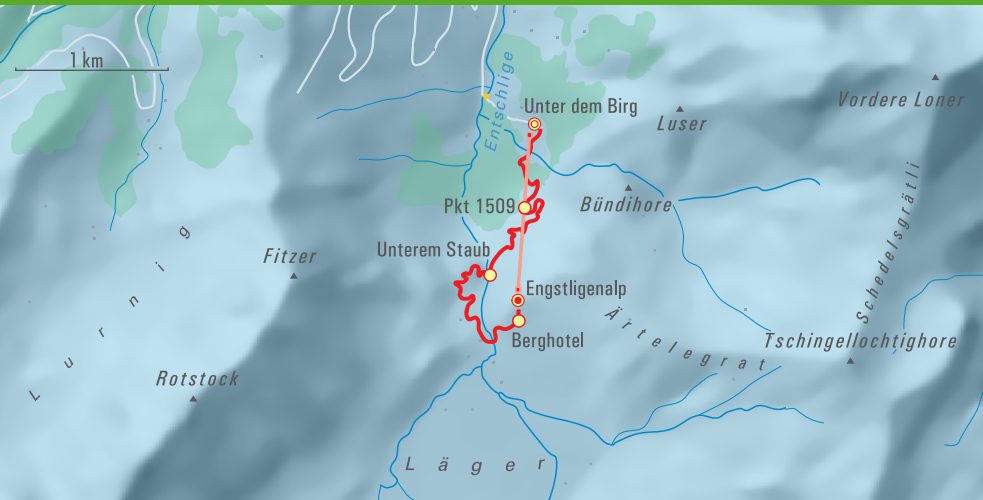 1 km
Entschlige
Unter dem Birg
Luser
Vordere Loner
Pkt 1509
Bündihore
Schedelsgrätli
Unterem Staub
Fitzer
Lurnig
Engstligenalp
Ärtelegrat
Berghotel
Tschingellochtighore
Rotstock
Läger